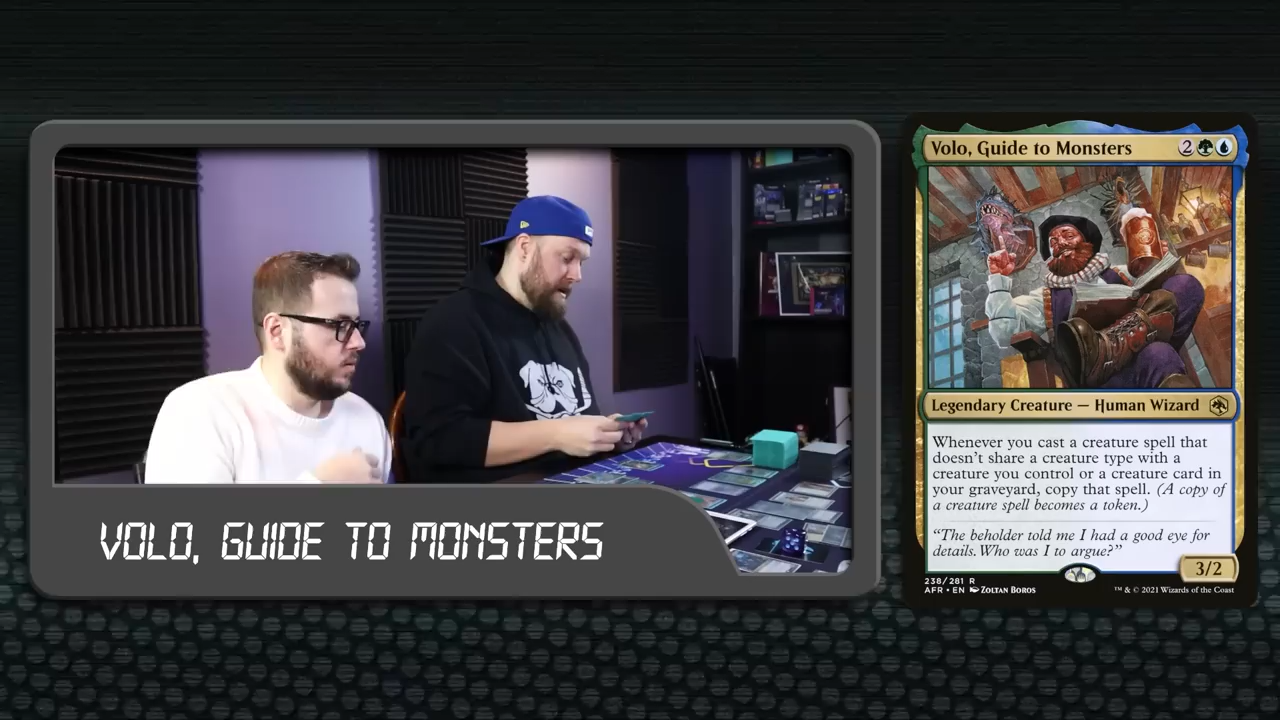 VOLO, GUIDE TO MONSTERS
Volo, Guide to Monsters 2
Legendary Creature — Human Wizard
Whenever you cast a creature spell that
doesn't share a creature type with a
creature you control or a creature card in
your graveyard, copy that spell. (A copy of
a creature spell becomes a token.)
“The beholder told me I had a good eye for
details. Who was I to argue?”
3/2
238/281 R
AFR • EN ZOLTAN BOROS
™ & © 2021 Wizards of the Coast